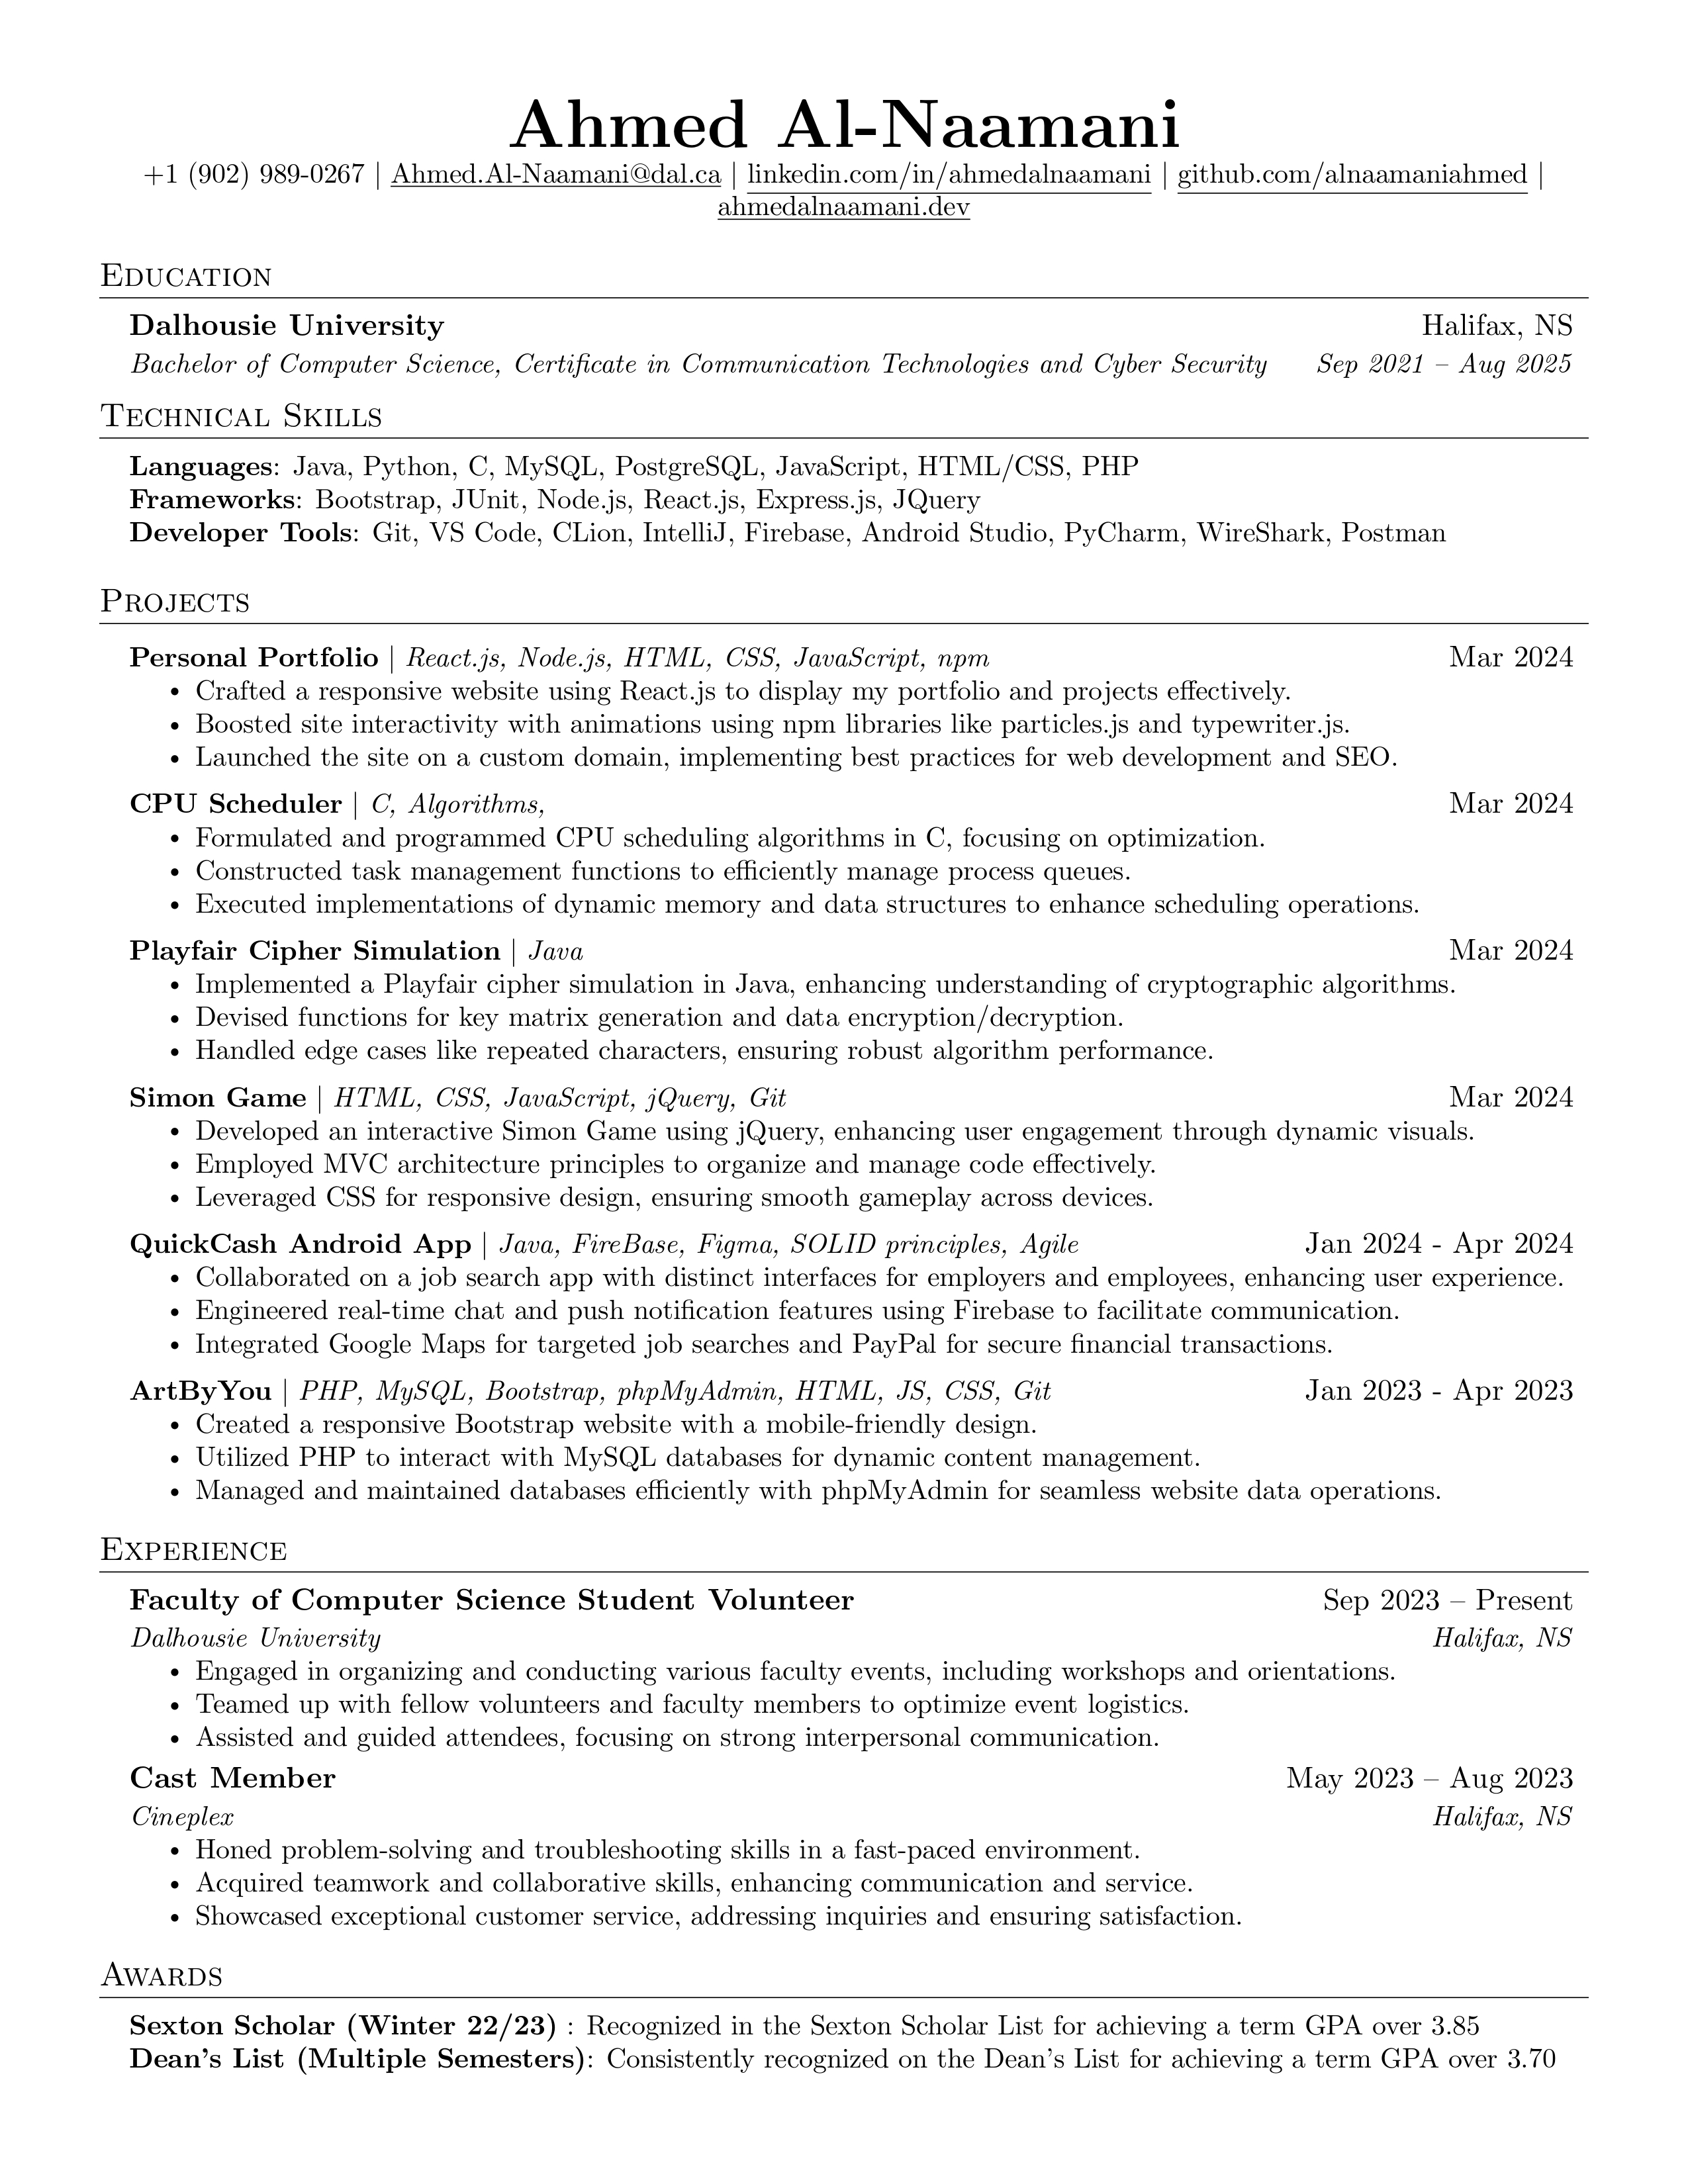 Ahmed Al-Naamani
+1 (902) 989-0267 | Ahmed.Al-Naamani@dal.ca | linkedin.com/in/ahmedalnaamani | github.com/alnaamaniahmed |
ahmedalnaamani.dev
Education
Dalhousie University Halifax, NS
Bachelor of Computer Science, Certificate in Communication Technologies and Cyber Security Sep 2021 – Aug 2025
Technical Skills
Languages: Java, Python, C, MySQL, PostgreSQL, JavaScript, HTML/CSS, PHP
Frameworks: Bootstrap, JUnit, Node.js, React.js, Express.js, JQuery
Developer Tools: Git, VS Code, CLion, IntelliJ, Firebase, Android Studio, PyCharm, WireShark, Postman
Projects
Personal Portfolio | React.js, Node.js, HTML, CSS, JavaScript, npm Mar 2024
• Crafted a responsive website using React.js to display my portfolio and projects effectively.
• Boosted site interactivity with animations using npm libraries like particles.js and typewriter.js.
• Launched the site on a custom domain, implementing best practices for web development and SEO.
CPU Scheduler | C, Algorithms, Mar 2024
• Formulated and programmed CPU scheduling algorithms in C, focusing on optimization.
• Constructed task management functions to efficiently manage process queues.
• Executed implementations of dynamic memory and data structures to enhance scheduling operations.
Playfair Cipher Simulation | Java Mar 2024
• Implemented a Playfair cipher simulation in Java, enhancing understanding of cryptographic algorithms.
• Devised functions for key matrix generation and data encryption/decryption.
• Handled edge cases like repeated characters, ensuring robust algorithm performance.
Simon Game | HTML, CSS, JavaScript, jQuery, Git Mar 2024
• Developed an interactive Simon Game using jQuery, enhancing user engagement through dynamic visuals.
• Employed MVC architecture principles to organize and manage code effectively.
• Leveraged CSS for responsive design, ensuring smooth gameplay across devices.
QuickCash Android App | Java, FireBase, Figma, SOLID principles, Agile Jan 2024 - Apr 2024
• Collaborated on a job search app with distinct interfaces for employers and employees, enhancing user experience.
• Engineered real-time chat and push notification features using Firebase to facilitate communication.
• Integrated Google Maps for targeted job searches and PayPal for secure financial transactions.
ArtByYou | PHP, MySQL, Bootstrap, phpMyAdmin, HTML, JS, CSS, Git Jan 2023 - Apr 2023
• Created a responsive Bootstrap website with a mobile-friendly design.
• Utilized PHP to interact with MySQL databases for dynamic content management.
• Managed and maintained databases efficiently with phpMyAdmin for seamless website data operations.
Experience
Faculty of Computer Science Student Volunteer Sep 2023 – Present
Dalhousie University Halifax, NS
• Engaged in organizing and conducting various faculty events, including workshops and orientations.
• Teamed up with fellow volunteers and faculty members to optimize event logistics.
• Assisted and guided attendees, focusing on strong interpersonal communication.
Cast Member May 2023 – Aug 2023
Cineplex Halifax, NS
• Honed problem-solving and troubleshooting skills in a fast-paced environment.
• Acquired teamwork and collaborative skills, enhancing communication and service.
• Showcased exceptional customer service, addressing inquiries and ensuring satisfaction.
Awards
Sexton Scholar (Winter 22/23) : Recognized in the Sexton Scholar List for achieving a term GPA over 3.85
Dean's List (Multiple Semesters): Consistently recognized on the Dean's List for achieving a term GPA over 3.70